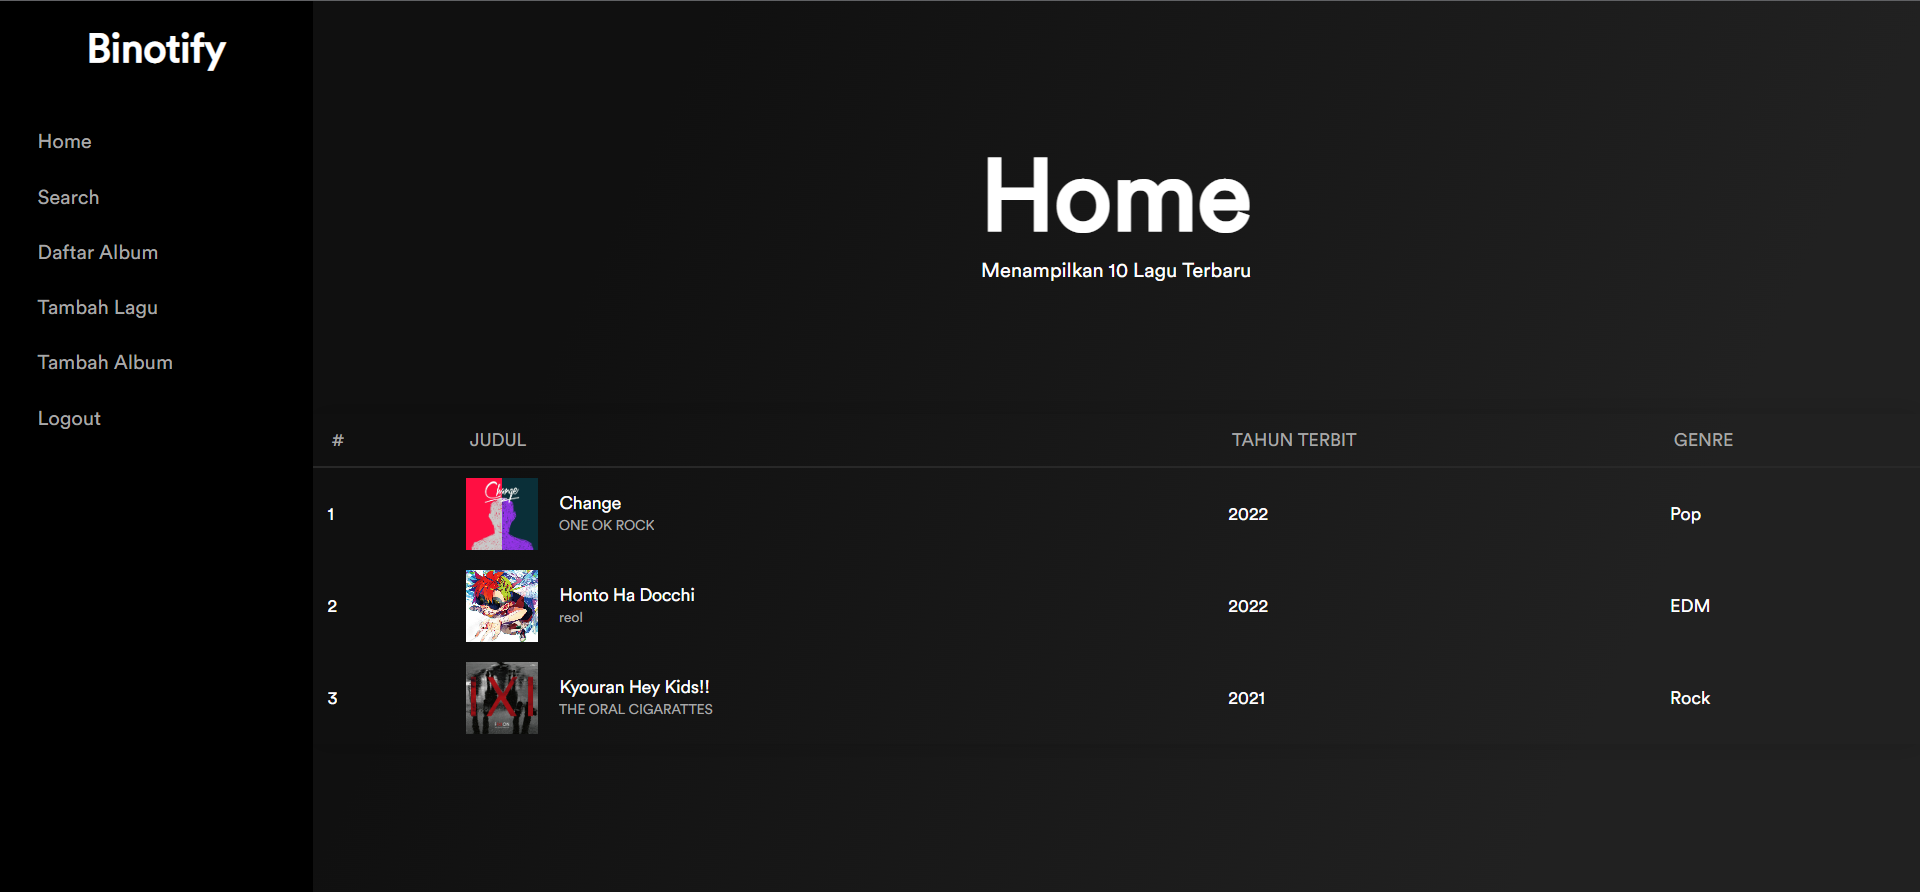 Binotify
Home
Search
Daftar Album
Tambah Lagu
Tambah Album
Logout
Home
Menampilkan 10 Lagu Terbaru
# JUDUL TAHUN TERBIT GENRE
Change
1 Change 2022 Pop
ONE OK ROCK
2 Honto Ha Docchi 2022 EDM
reol
3 Kyouran Hey Kids!! 2021 Rock
THE ORAL CIGARATTES